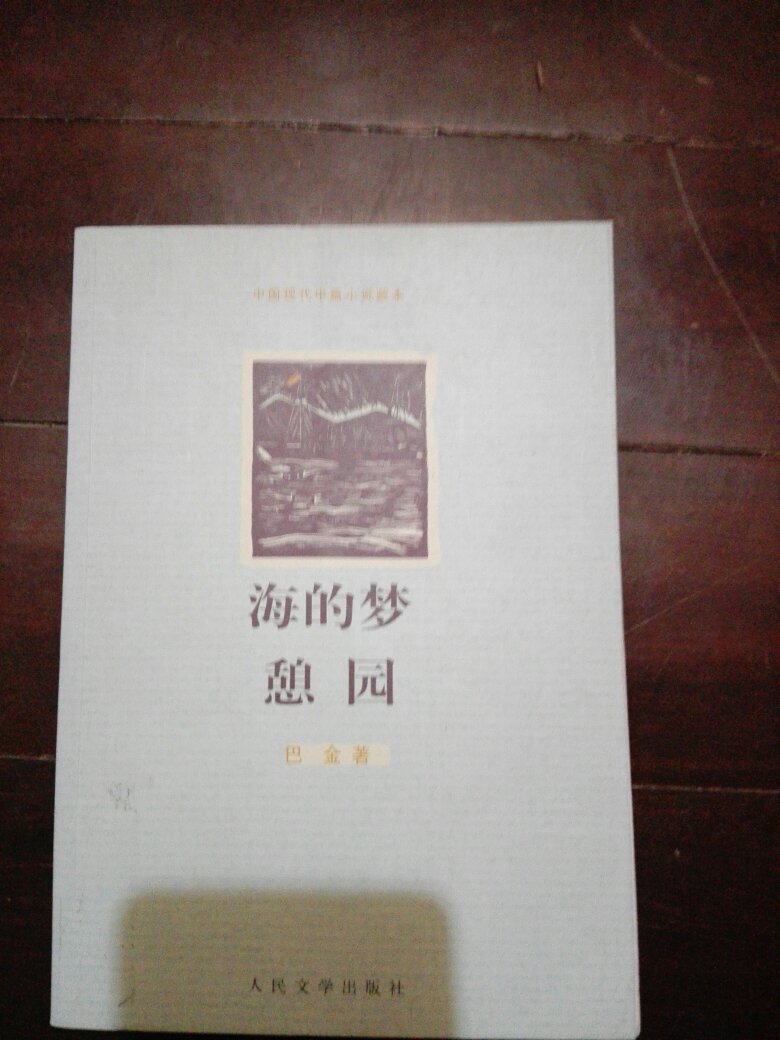 中国现代中篇小说藏本
海的梦
憩园
巴金著
人民文学出版社